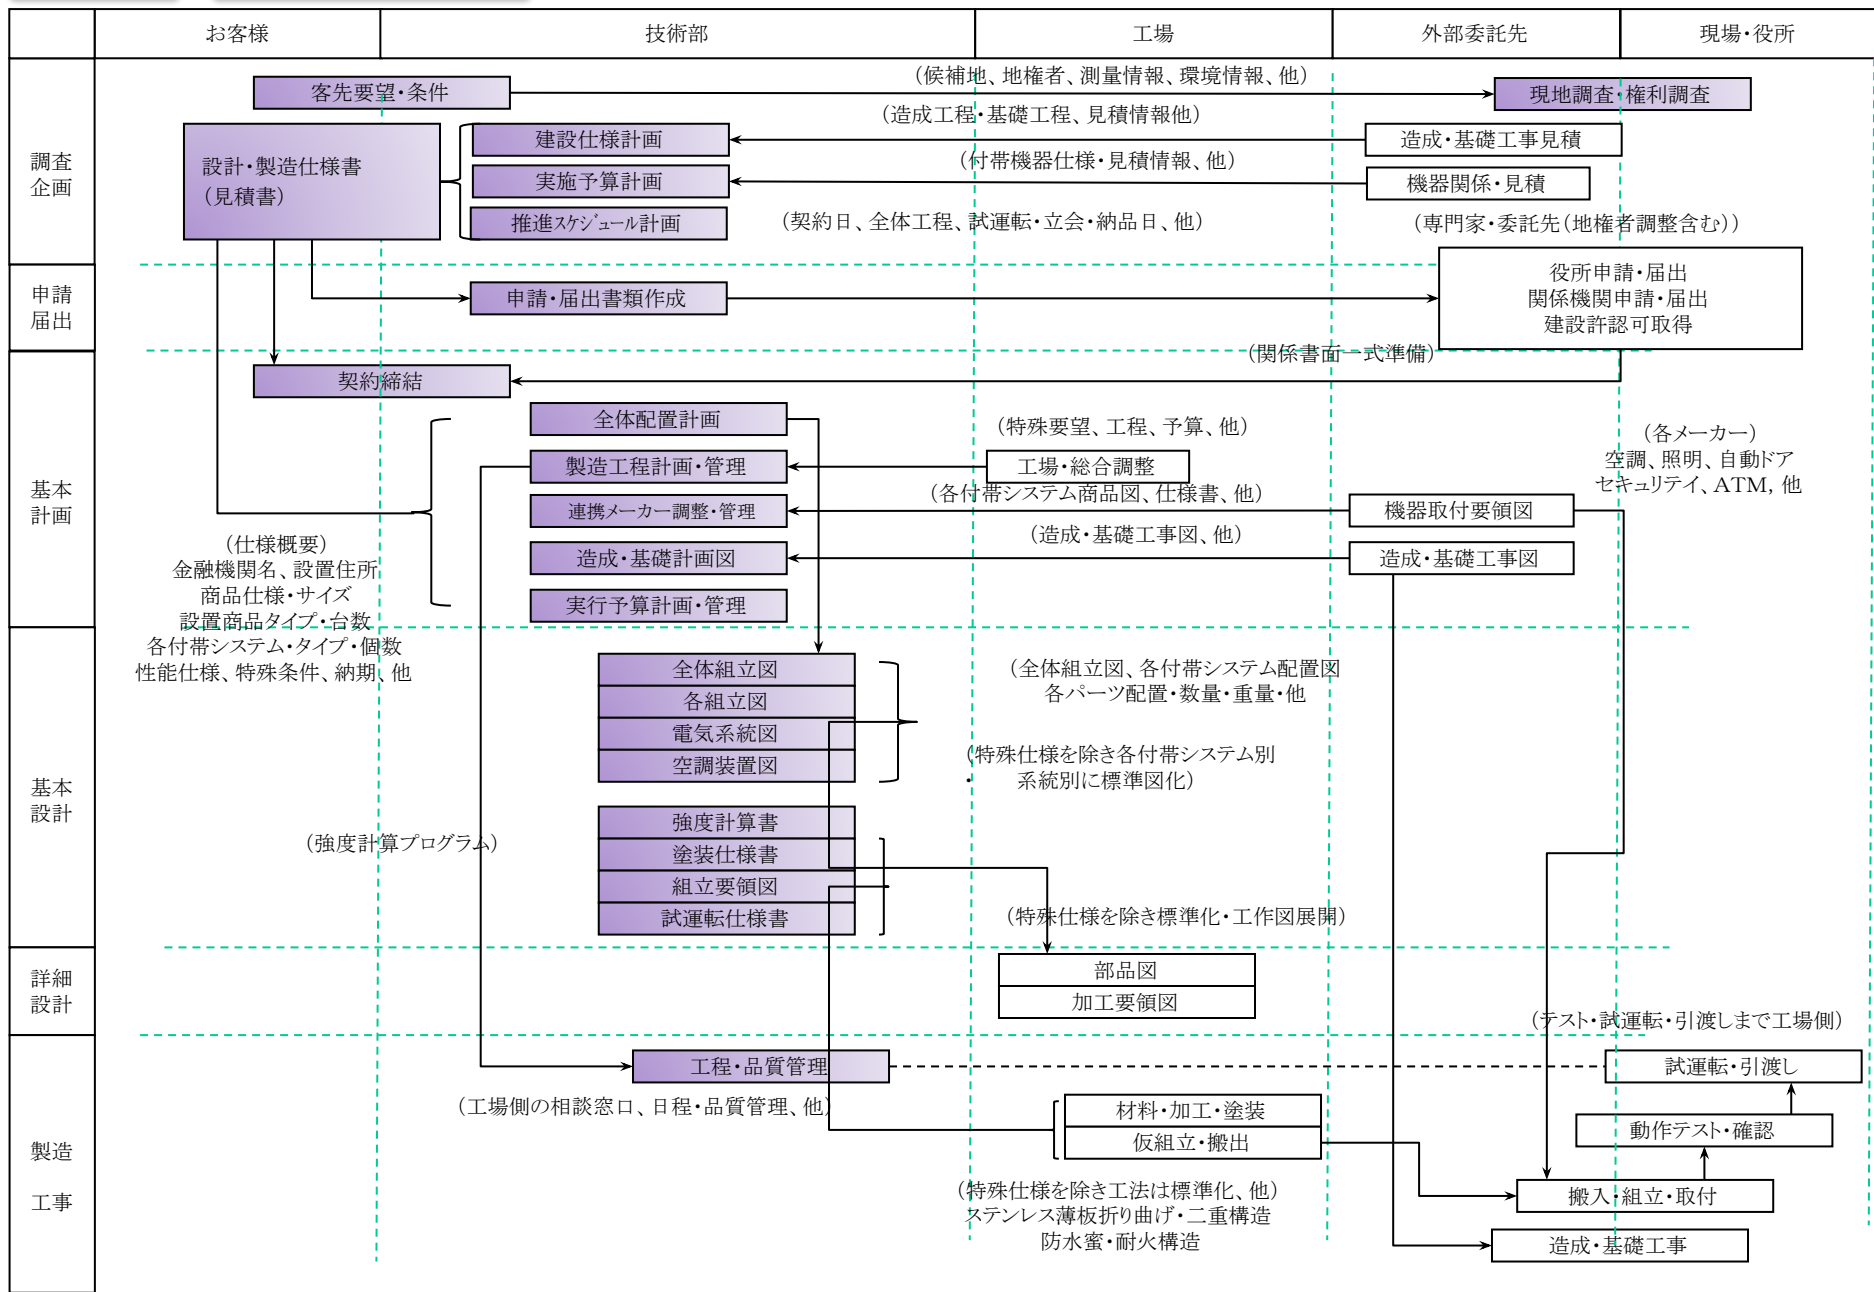 お客様
技術部
工場
外部委託先
現場・役所
調査
企画
客先要望・条件
(候補地、地権者、測量情報、環境情報、他)
現地調査・権利調査
設計・製造仕様書
(見積書)
建設仕様計画
(造成工程・基礎工程、見積情報他)
造成・基礎工事見積
実施予算計画
(付帯機器仕様・見積情報、他)
機器関係・見積
推進スケジュール計画
(契約日、全体工程、試運転・立会・納品日、他)
(専門家・委託先(地権者調整含む))
申請
届出
申請・届出書類作成
役所申請・届出
関係機関申請・届出
建設許認可取得
基本
計画
(関係書面一式準備)
契約締結
全体配置計画
(特殊要望、工程、予算、他)
製造工程計画・管理
工場・総合調整
(各メーカー)
空調、照明、自動ドア
セキュリテイ、ATM, 他
連携メーカー調整・管理
(各付帯システム商品図、仕様書、他)
機器取付要領図
造成・基礎計画図
(造成・基礎工事図、他)
造成・基礎工事図
実行予算計画・管理
(仕様概要)
金融機関名、設置住所
商品仕様・サイズ
設置商品タイプ・台数
各付帯システム・タイプ・個数
性能仕様、特殊条件、納期、他
基本
設計
全体組立図
各組立図
電気系統図
空調装置図
(全体組立図、各付帯システム配置図
各パーツ配置・数量・重量・他
(特殊仕様を除き各付帯システム別
・ 系統別に標準図化)
(強度計算プログラム)
強度計算書
塗装仕様書
組立要領図
試運転仕様書
(特殊仕様を除き標準化・工作図展開)
詳細
設計
部品図
加工要領図
製造
工事
(テスト・試運転・引渡しまで工場側)
工程・品質管理
試運転・引渡し
(工場側の相談窓口、日程・品質管理、他)
材料・加工・塗装
仮組立・搬出
動作テスト・確認
搬入・組立・取付
(特殊仕様を除き工法は標準化、他)
ステンレス薄板折り曲げ・二重構造
防水蜜・耐火構造
造成・基礎工事